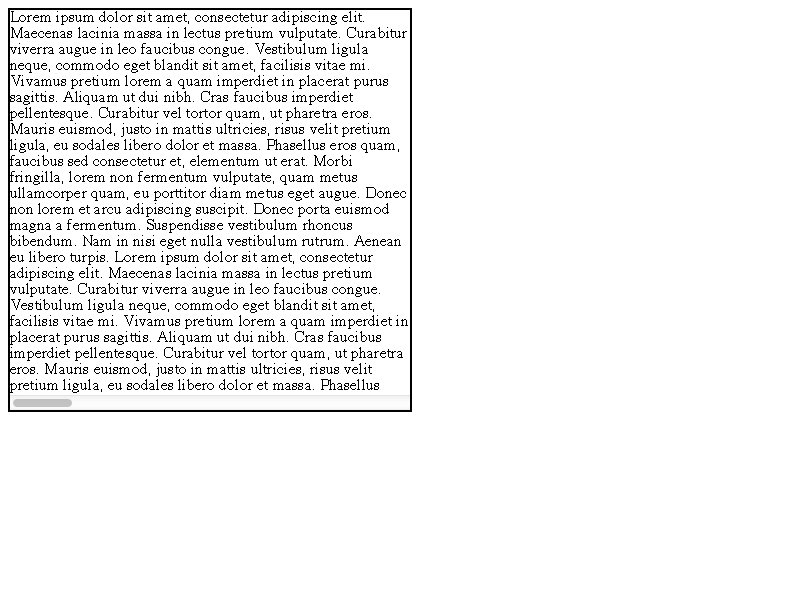 Lorem ipsum dolor sit amet, consectetur adipiscing elit.
Maecenas lacinia massa in lectus pretium vulputate. Curabitur
viverra augue in leo faucibus congue. Vestibulum ligula
neque, commodo eget blandit sit amet, facilisis vitae mi.
Vivamus pretium lorem a quam imperdiet in placerat purus
sagittis. Aliquam ut dui nibh. Cras faucibus imperdiet
pellentesque. Curabitur vel tortor quam, ut pharetra eros.
Mauris euismod, justo in mattis ultricies, risus velit pretium
ligula, eu sodales libero dolor et massa. Phasellus eros quam,
faucibus sed consectetur et, elementum ut erat. Morbi
fringilla, lorem non fermentum vulputate, quam metus
ullamcorper quam, eu porttitor diam metus eget augue. Donec
non lorem et arcu adipiscing suscipit. Donec porta euismod
magna a fermentum. Suspendisse vestibulum rhoncus
bibendum. Nam in nisi eget nulla vestibulum rutrum. Aenean
eu libero turpis. Lorem ipsum dolor sit amet, consectetur
adipiscing elit. Maecenas lacinia massa in lectus pretium
vulputate. Curabitur viverra augue in leo faucibus congue.
Vestibulum ligula neque, commodo eget blandit sit amet,
facilisis vitae mi. Vivamus pretium lorem a quam imperdiet in
placerat purus sagittis. Aliquam ut dui nibh. Cras faucibus
imperdiet pellentesque. Curabitur vel tortor quam, ut pharetra
eros. Mauris euismod, justo in mattis ultricies, risus velit
pretium ligula, eu sodales libero dolor et massa. Phasellus